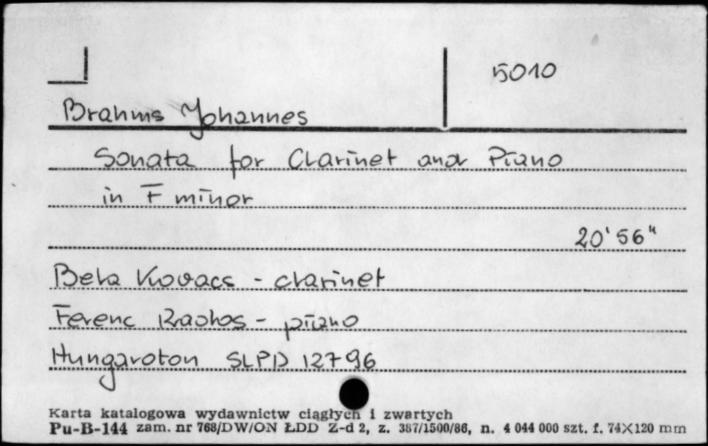 5010
Brahms Johannes
Sonata for Clarinet and Piano
in F minor
20'56"
Bela Kovacs - clarinet
Ferenc Rados - piano
Hungaroton SLPD 12796
Karta katalogowa wydawnictw ciągłych i zwartych
Pu-B-144 zam. nr 768/DW/ON ŁDD Z-d 2, z. 387/1500/86, n. 4 044 000 szt. f. 74X120 mm